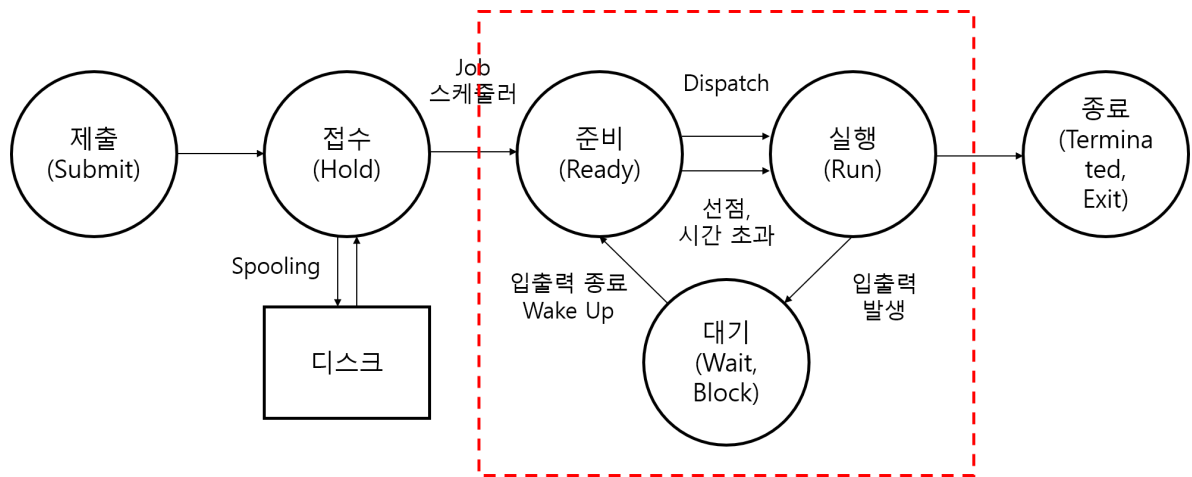 제출
(Submit)
접수
(Hold)
Job
스케줄러
준비
(Ready)
Dispatch
선점,
시간 초과
실행
(Run)
종료
(Termina
ted,
Exit)
Spooling
디스크
입출력 종료
Wake Up
대기
(Wait,
Block)
입출력
발생